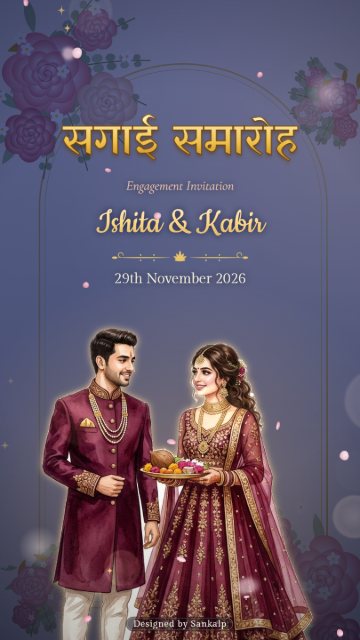 सगाई समारोह
Engagement Invitation
Ishita & Kabir
29th November 2026
Designed by Sankalp